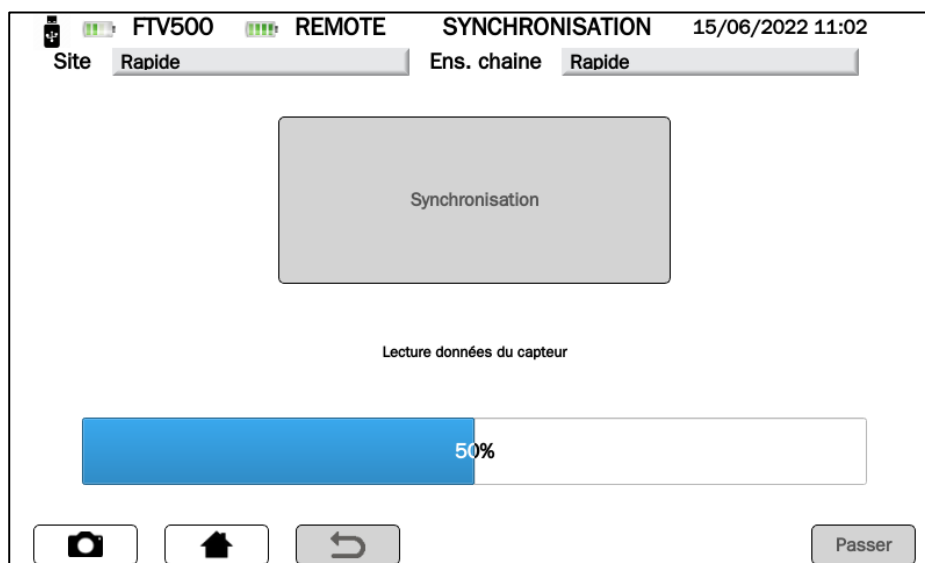 FTV500 REMOTE SYNCHRONISATION 15/06/2022 11:02
Site Rapide Ens. chaine Rapide
Synchronisation
Lecture données du capteur
50%
Passer